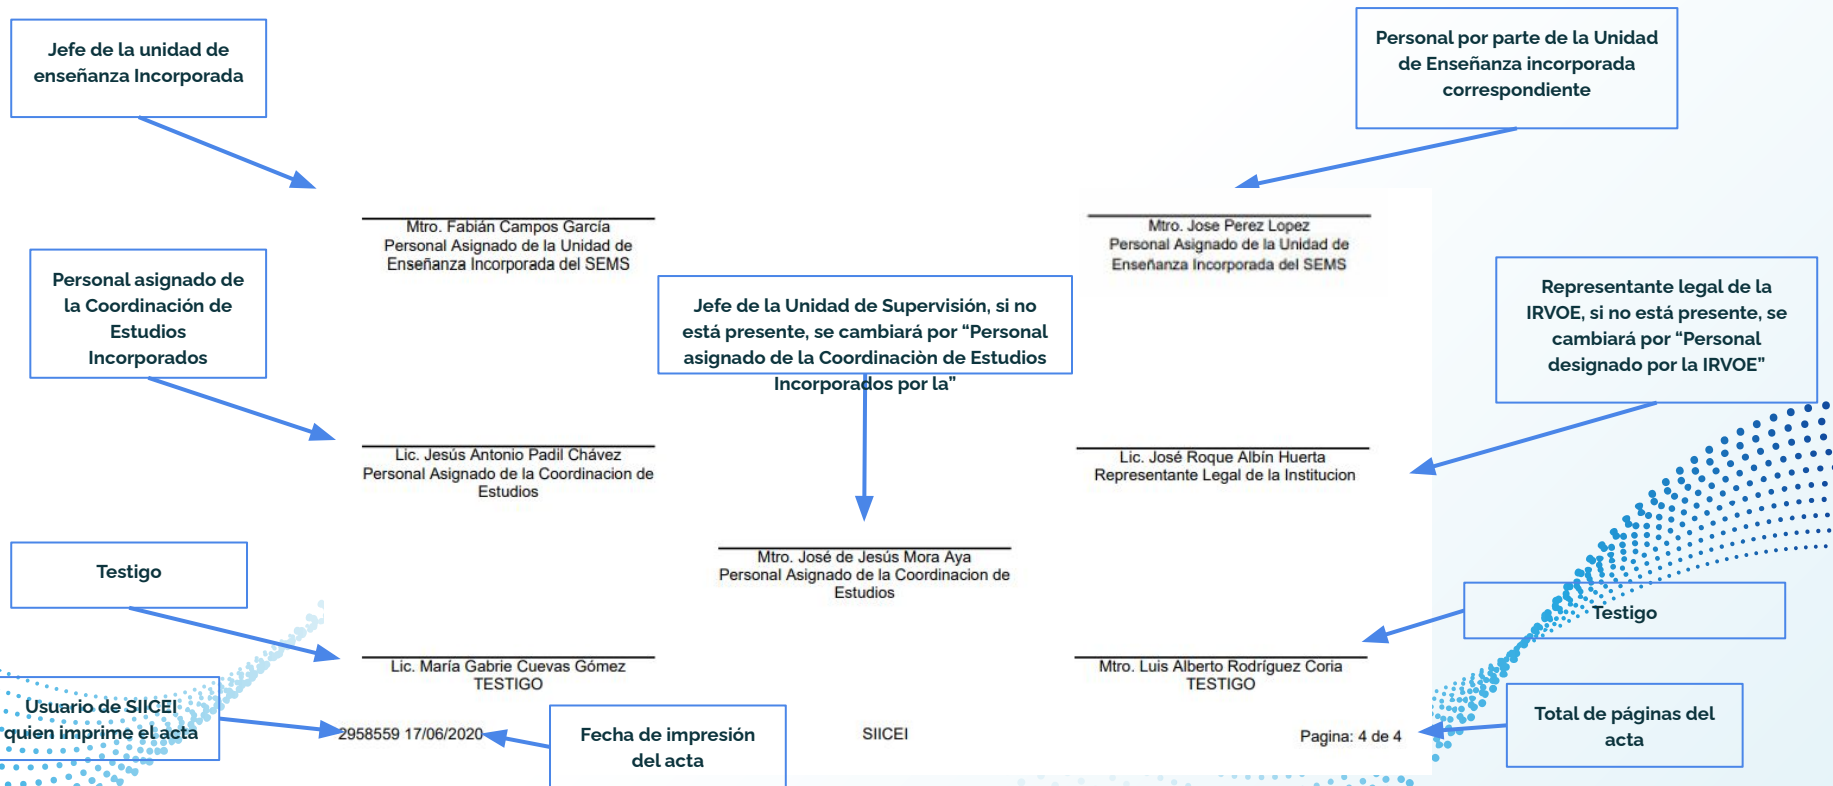 Jefe de la unidad de
enseñanza Incorporada
Personal por parte de la Unidad
de Enseñanza incorporada
correspondiente
Mtro. Fabián Campos García
Personal Asignado de la Unidad de
Enseñanza Incorporada del SEMS
Mtro. Jose Perez Lopez
Personal Asignado de la Unidad de
Enseñanza Incorporada del SEMS
Personal asignado de
la Coordinación de
Estudios
Incorporados
Jefe de la Unidad de Supervisión, si no
está presente, se cambiará por “Personal
asignado de la Coordinaciòn de Estudios
Incorporados por la”
Representante legal de la
IRVOE, si no está presente, se
cambiará por “Personal
designado por la IRVOE”
Lic. Jesús Antonio Padil Chávez
Personal Asignado de la Coordinacion de
Estudios
Lic. José Roque Albín Huerta
Representante Legal de la Institucion
Mtro. José de Jesús Mora Aya
Personal Asignado de la Coordinacion de
Estudios
Testigo
Testigo
Lic. María Gabrie Cuevas Gómez
TESTIGO
Mtro. Luis Alberto Rodríguez Coria
TESTIGO
Usuario de SIICEI
quien imprime el acta
2958559 17/06/2020
Fecha de impresión
del acta
SIICEI
Pagina: 4 de 4
Total de páginas del
acta